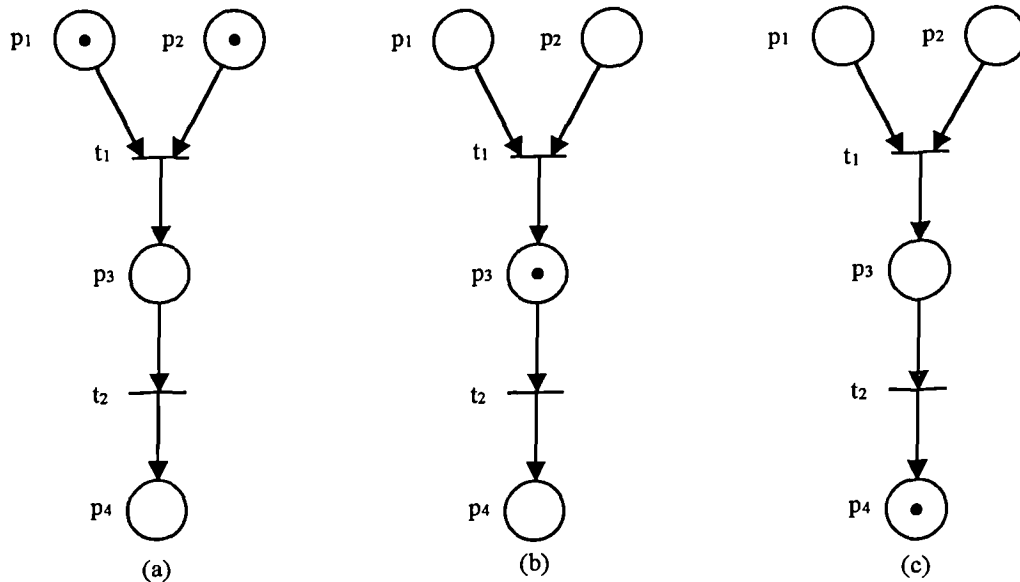 p1 p2 p1 p2 p1 p2
t1 t1 t1
p3 p3 p3
t2 t2 t2
p4 p4 p4
(a) (b) (c)